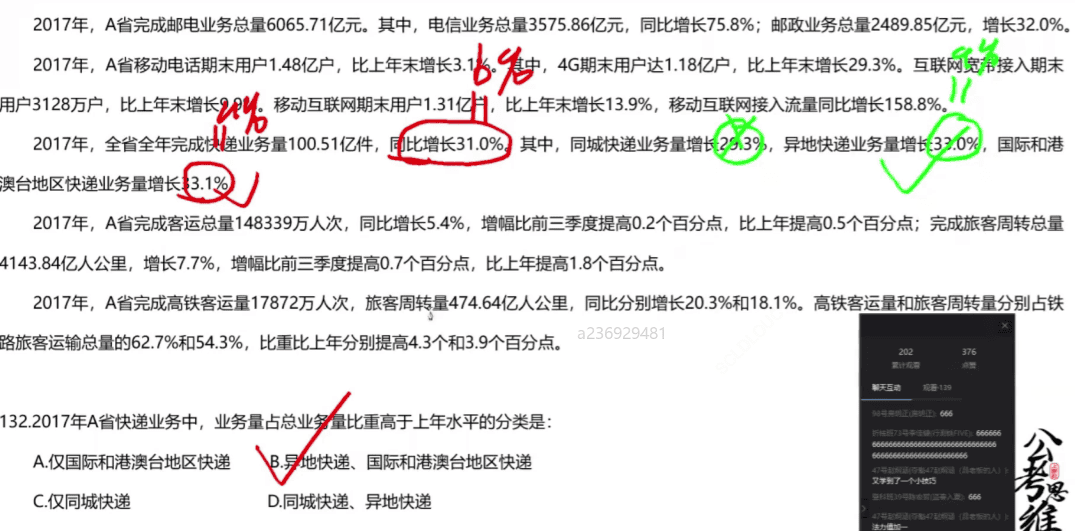 2017年，A省完成邮电业务总量6065.71亿元。其中，电信业务总量3575.86亿元，同比增长75.8%；邮政业务总量2489.85亿元，增长32.0%。
2017年，A省移动电话期末用户1.48亿户，比上年末增长3.1%。其中，4G期末用户达1.18亿户，比上年末增长29.3%。互联网宽带接入期末
用户3128万户，比上年末增长9.9%。移动互联网期末用户1.31亿户，比上年末增长13.9%，移动互联网接入流量同比增长158.8%。
2017年，全省全年完成快递业务量100.51亿件，同比增长31.0%。其中，同城快递业务量增长25.3%，异地快递业务量增长33.0%，国际和港
澳台地区快递业务量增长33.1%。
2017年，A省完成客运总量148339万人次，同比增长5.4%，增幅比前三季度提高0.2个百分点，比上年提高0.5个百分点；完成旅客周转总量
4143.84亿人公里，增长7.7%，增幅比前三季度提高0.7个百分点，比上年提高1.8个百分点。
2017年，A省完成高铁客运量17872万人次，旅客周转量474.64亿人公里，同比分别增长20.3%和18.1%。高铁客运量和旅客周转量分别占铁
路旅客运输总量的62.7%和54.3%，比重比上年分别提高4.3个和3.9个百分点。
a236929481
132.2017年A省快递业务中，业务量占总业务量比重高于上年水平的分类是：
A.仅国际和港澳台地区快递 B.异地快递、国际和港澳台地区快递
C.仅同城快递 D.同城快递、异地快递
b%
a%
a%
202 376
累计观看 点赞
聊天互动 观看·139
666
666666
又学到了一个小技巧
666
法力值加一
公考思维